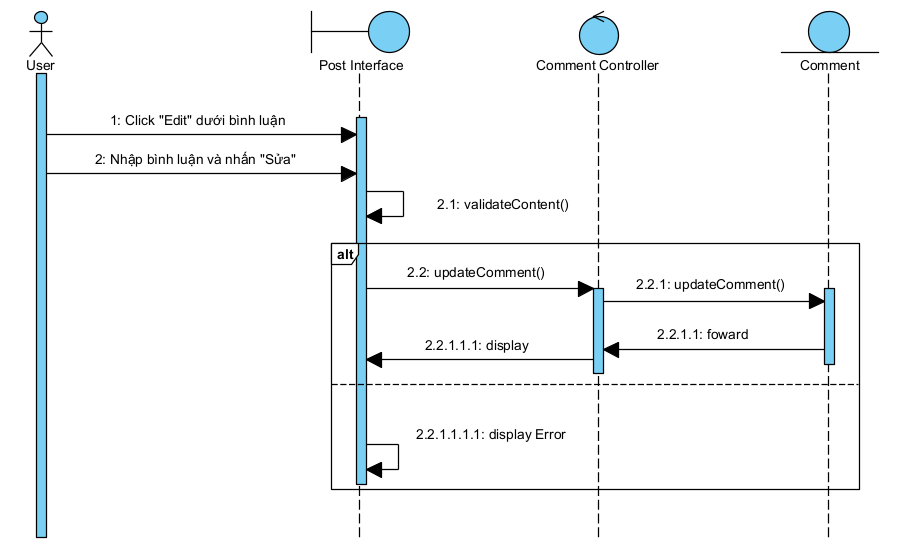 User
Post Interface
Comment Controller
Comment
1: Click "Edit" dưới bình luận
2: Nhập bình luận và nhấn "Sửa"
2.1: validateContent()
alt
2.2: updateComment()
2.2.1: updateComment()
2.2.1.1: foward
2.2.1.1.1: display
2.2.1.1.1.1: display Error